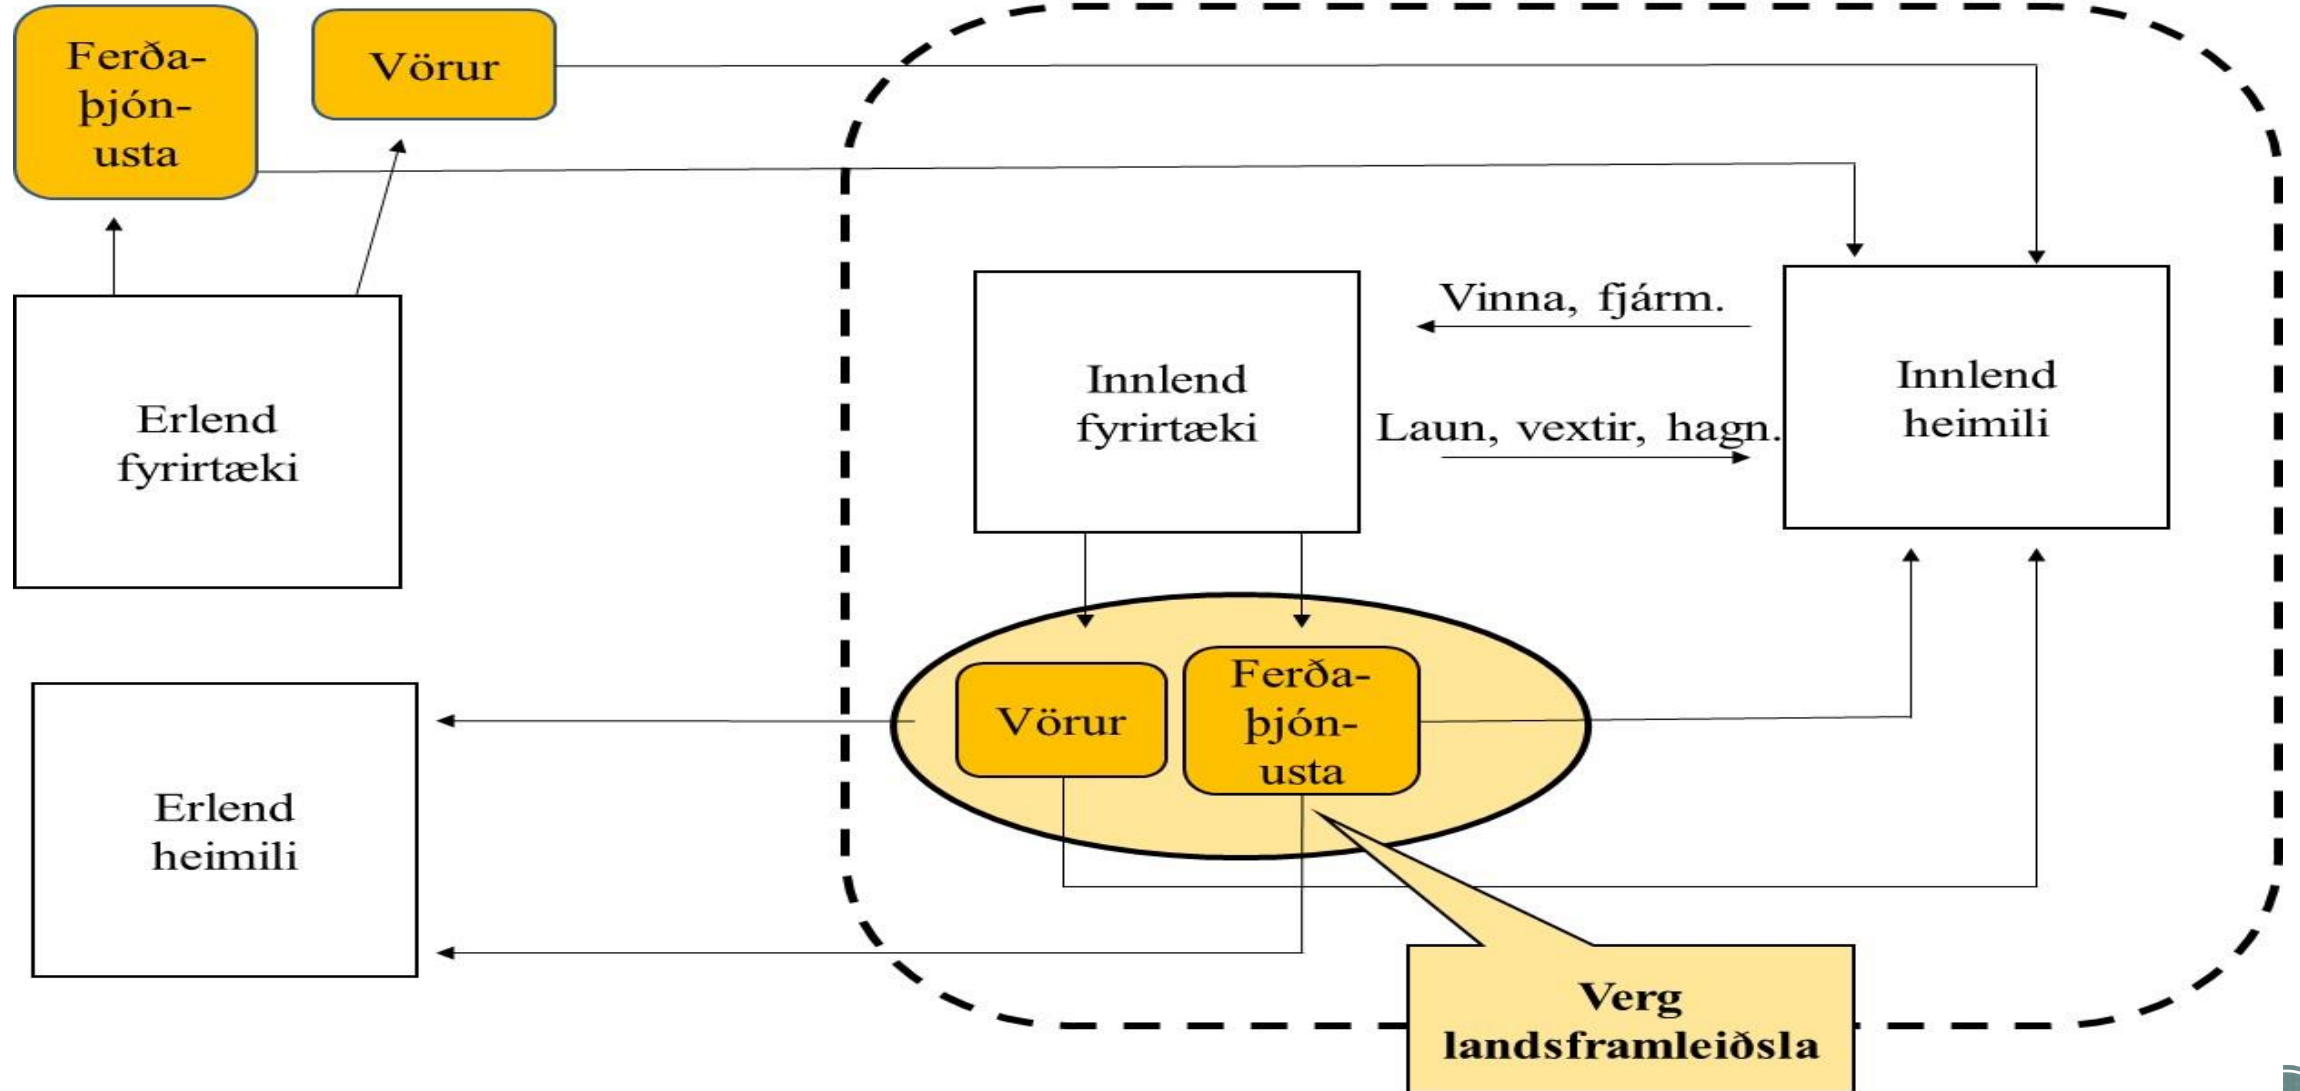 Ferða-
þjón-
usta
Vörur
Erlend
fyrirtæki
Innlend
fyrirtæki
Vinna, fjárm.
Laun, vextir, hagn.
Innlend
heimili
Erlend
heimili
Vörur
Ferða-
þjón-
usta
Verg
landsframleiðsla